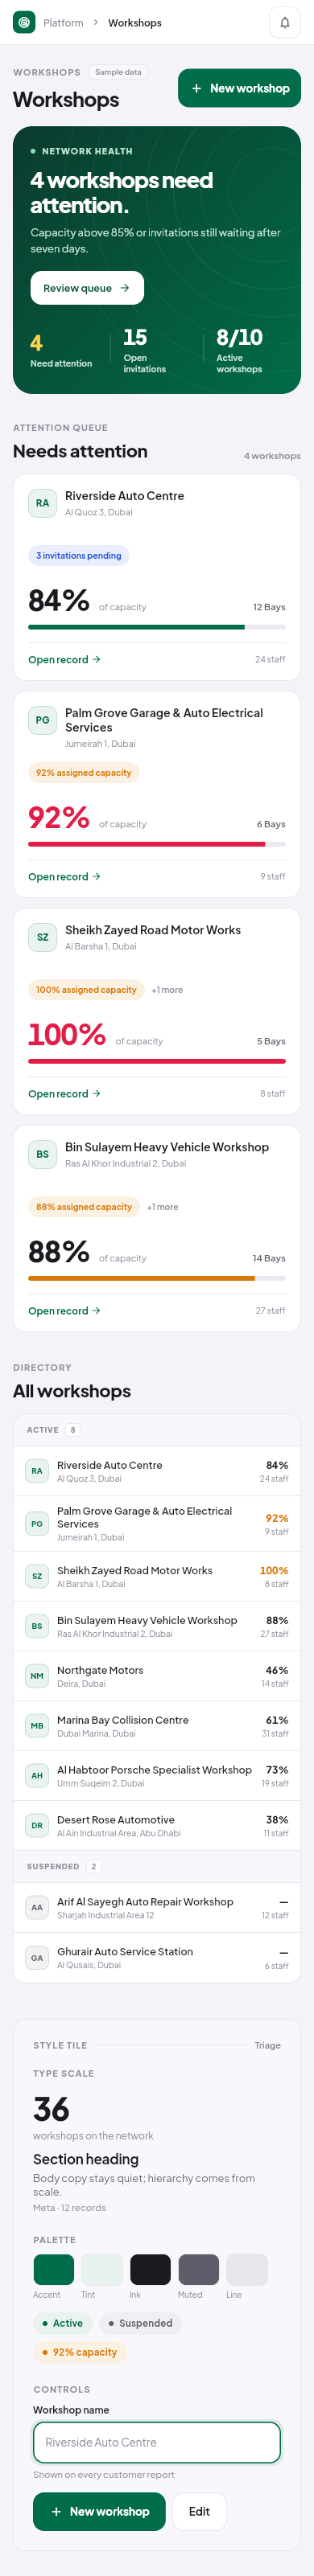 Platform > Workshops
WORKSHOPS Sample data
Workshops
+ New workshop
NETWORK HEALTH
4 workshops need
attention.
Capacity above 85% or invitations still waiting after
seven days.
Review queue →
4
Need attention
15
Open
invitations
8/10
Active
workshops
ATTENTION QUEUE
Needs attention
4 workshops
RA
Riverside Auto Centre
Al Quoz 3, Dubai
3 invitations pending
84% of capacity
12 Bays
Open record →
24 staff
PG
Palm Grove Garage & Auto Electrical
Services
Jumeirah 1, Dubai
92% assigned capacity
92% of capacity
6 Bays
Open record →
9 staff
SZ
Sheikh Zayed Road Motor Works
Al Barsha 1, Dubai
100% assigned capacity +1 more
100% of capacity
5 Bays
Open record →
8 staff
BS
Bin Sulayem Heavy Vehicle Workshop
Ras Al Khor Industrial 2, Dubai
88% assigned capacity +1 more
88% of capacity
14 Bays
Open record →
27 staff
DIRECTORY
All workshops
ACTIVE 8
RA
Riverside Auto Centre
Al Quoz 3, Dubai
84%
24 staff
PG
Palm Grove Garage & Auto Electrical
Services
Jumeirah 1, Dubai
92%
9 staff
SZ
Sheikh Zayed Road Motor Works
Al Barsha 1, Dubai
100%
8 staff
BS
Bin Sulayem Heavy Vehicle Workshop
Ras Al Khor Industrial 2, Dubai
88%
27 staff
NM
Northgate Motors
Deira, Dubai
46%
14 staff
MB
Marina Bay Collision Centre
Dubai Marina, Dubai
61%
31 staff
AH
Al Habtoor Porsche Specialist Workshop
Umm Suqeim 2, Dubai
73%
19 staff
DR
Desert Rose Automotive
Al Ain Industrial Area, Abu Dhabi
38%
11 staff
SUSPENDED 2
AA
Arif Al Sayegh Auto Repair Workshop
Sharjah Industrial Area 12
—
12 staff
GA
Ghurair Auto Service Station
Al Qusais, Dubai
—
6 staff
STYLE TILE
Triage
TYPE SCALE
36
workshops on the network
Section heading
Body copy stays quiet; hierarchy comes from
scale.
Meta · 12 records
PALETTE
Accent Tint Ink Muted Line
Active
Suspended
92% capacity
CONTROLS
Workshop name
Riverside Auto Centre
Shown on every customer report
+ New workshop
Edit